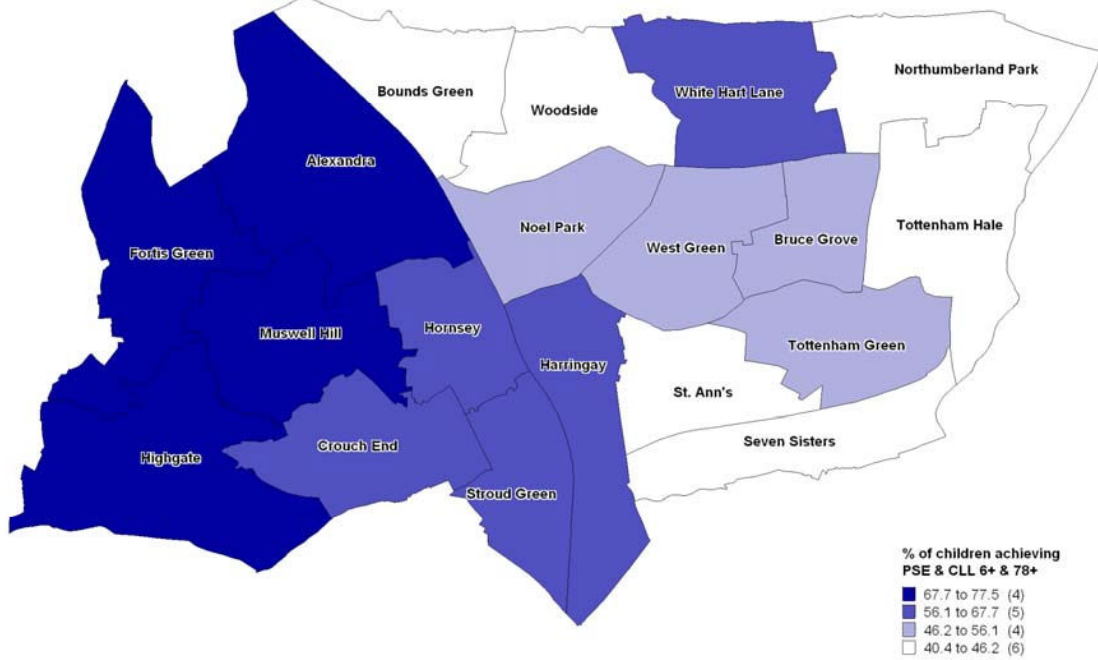 Bounds Green
Woodside
White Hart Lane
Northumberland Park
Alexandra
Noel Park
West Green
Bruce Grove
Tottenham Hale
Fortis Green
Muswell Hill
Hornsey
Harringay
Tottenham Green
St. Ann's
Highgate
Crouch End
Seven Sisters
Stroud Green
% of children achieving
PSE & CLL 6+ & 78+
67.7 to 77.5 (4)
56.1 to 67.7 (5)
46.2 to 56.1 (4)
40.4 to 46.2 (6)